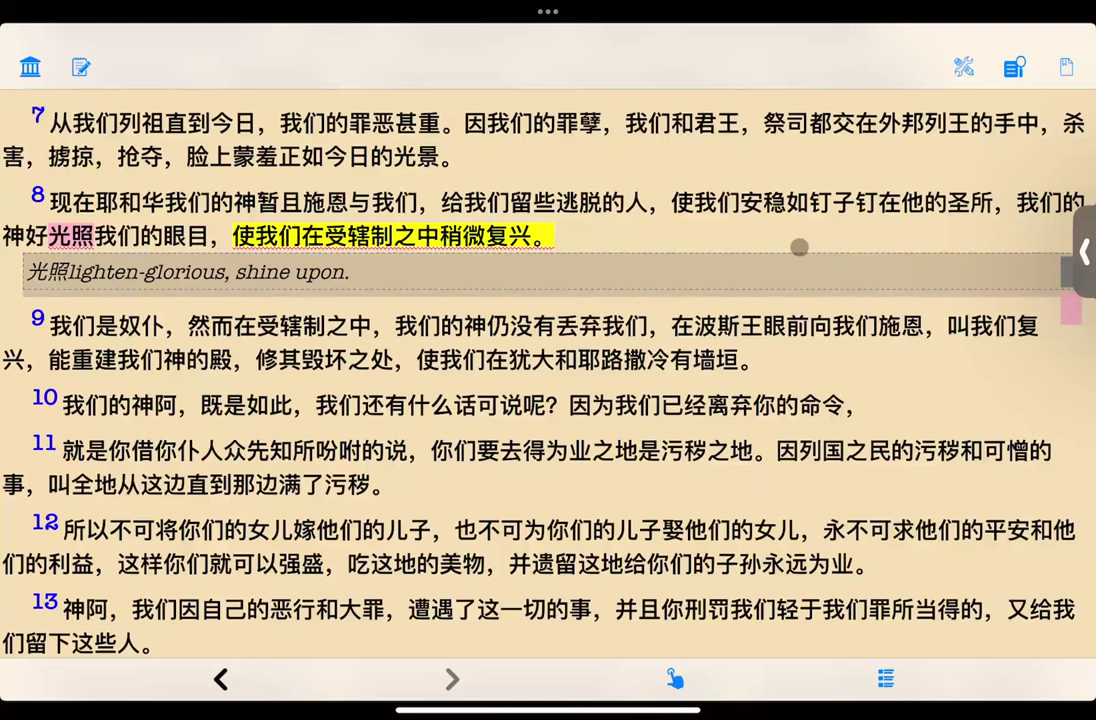 7 从我们列祖直到今日，我们的罪恶甚重。因我们的罪孽，我们和君王，祭司都交在外邦列王的手中，杀
害，掳掠，抢夺，脸上蒙羞正如今日的光景。
8 现在耶和华我们的神暂且施恩与我们，给我们留些逃脱的人，使我们安稳如钉子钉在他的圣所，我们的
神好光照我们的眼目，使我们在受辖制之中稍微复兴。
光照lighten-glorious, shine upon.
9 我们是奴仆，然而在受辖制之中，我们的神仍没有丢弃我们，在波斯王眼前向我们施恩，叫我们复
兴，能重建我们神的殿，修其毁坏之处，使我们在犹大和耶路撒冷有墙垣。
10 我们的神阿，既是如此，我们还有什么话可说呢？因为我们已经离弃你的命令，
11 就是你借你仆人众先知所吩咐的说，你们要去得为业之地是污秽之地。因列国之民的污秽和可憎的
事，叫全地从这边直到那边满了污秽。
12 所以不可将你们的女儿嫁他们的儿子，也不可为你们的儿子娶他们的女儿，永不可求他们的平安和他
们的利益，这样你们就可以强盛，吃这地的美物，并遗留这地给你们的子孙永远为业。
13 神阿，我们因自己的恶行和大罪，遭遇了这一切的事，并且你刑罚我们轻于我们罪所当得的，又给我
们留下这些人。